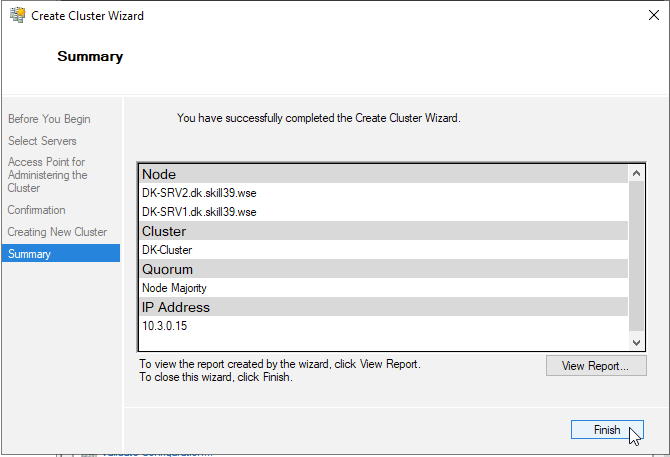 Create Cluster Wizard
Summary
Before You Begin
Select Servers
Access Point for
Administering the
Cluster
Confirmation
Creating New Cluster
Summary
You have successfully completed the Create Cluster Wizard.
Node
DK-SRV2.dk.skill39.wse
DK-SRV1.dk.skill39.wse
Cluster
DK-Cluster
Quorum
Node Majority
IP Address
10.3.0.15
To view the report created by the wizard, click View Report.
To close this wizard, click Finish.
View Report...
Finish